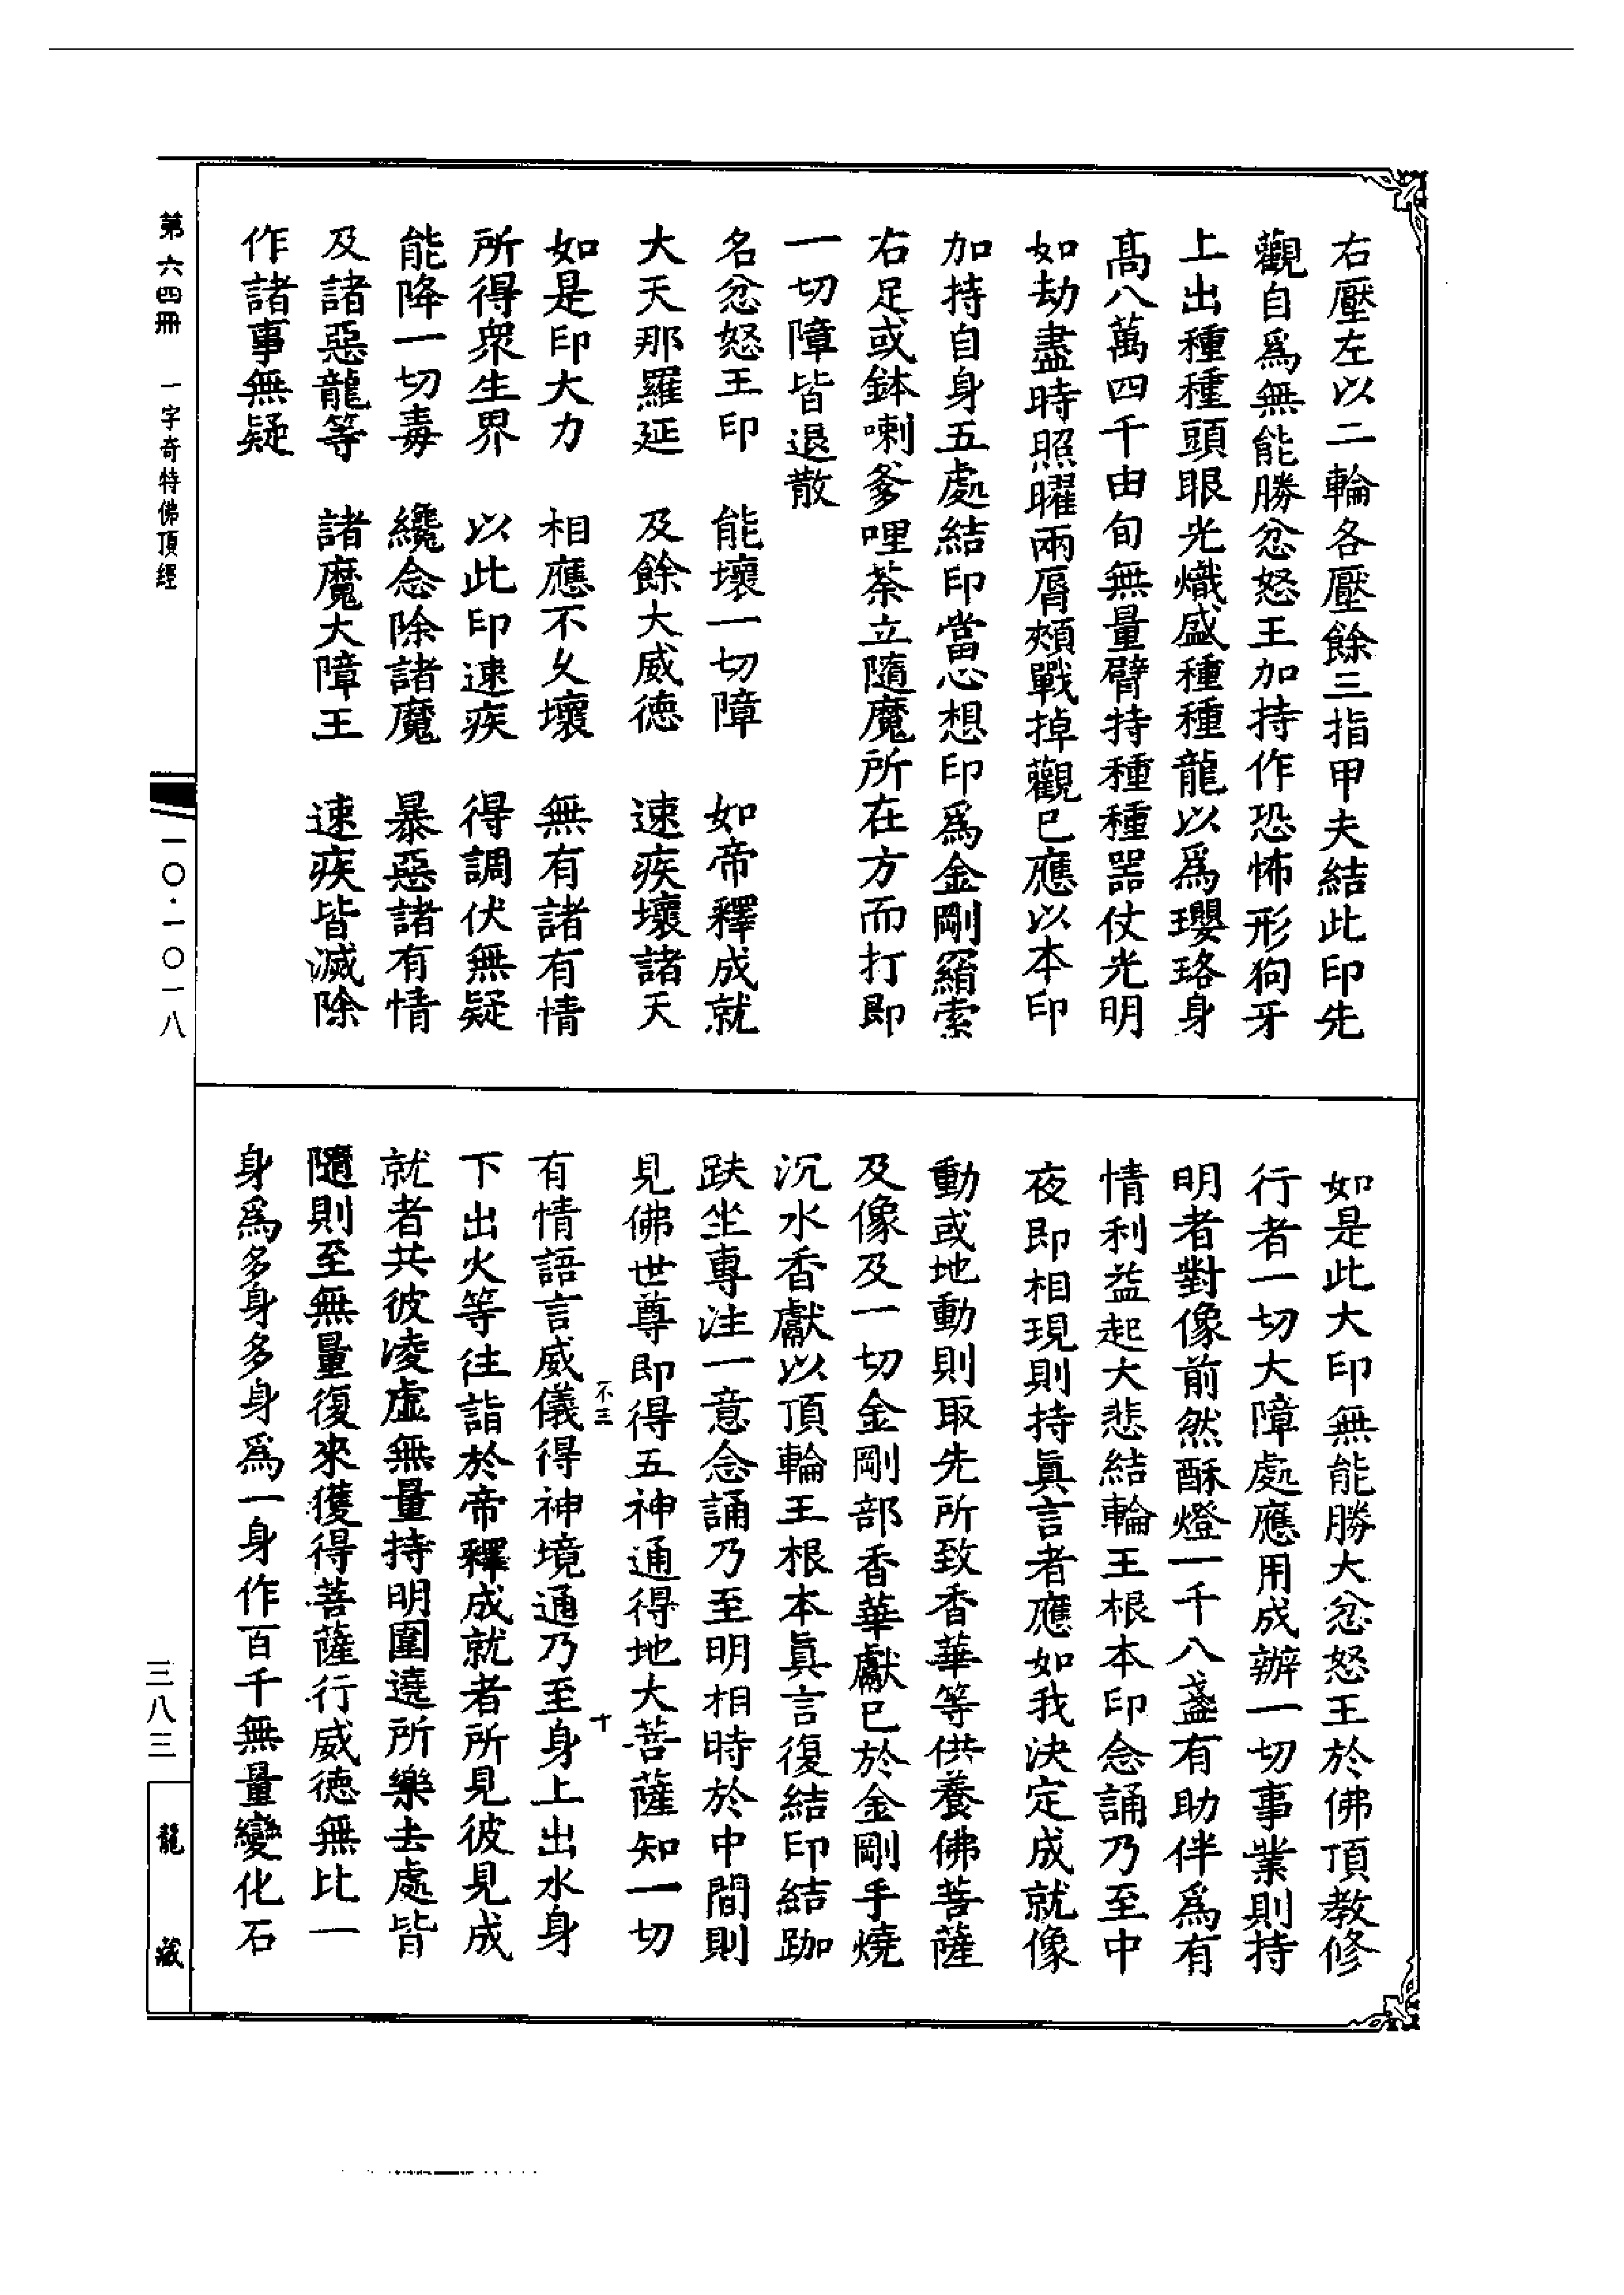 右壓左以二輪各壓餘三指甲夫結此印先
觀自爲無能勝忿怒王加持作恐怖形狗牙
上出種種頭眼光熾盛種種龍以爲瓔珞身
高八萬四千由旬無量臂持種種器仗光明
如劫盡時照曜兩脣頰戰掉觀已應以本印
加持自身五處結印當心想印爲金剛羂索
右足或鉢喇爹哩荼立隨魔所在方而打即
一切障皆退散
名忿怒王印　能壞一切障　如帝釋成就
大天那羅延　及餘大威德　速疾壞諸天
如是印大力　相應不久壞　無有諸有情
所得衆生界　以此印速疾　得調伏無疑
能降一切毒　纔念除諸魔　暴惡諸有情
及諸惡龍等　諸魔大障王　速疾皆滅除
作諸事無疑
如是此大印無能勝大忿怒王於佛頂教修
行者一切大障處應用成辦一切事業則持
明者對像前然酥燈一千八盞有助伴爲有
情利益起大悲結輪王根本印念誦乃至中
夜即相現則持眞言者應如我決定成就像
動或地動則取先所致香華等供養佛菩薩
及像及一切金剛部香華獻已於金剛手燒
沉水香獻以頂輪王根本眞言復結印結跏
趺坐專注一意念誦乃至明相時於中間則
見佛世尊即得五神通得地大菩薩知一切
有情語言威儀得神境通乃至身上出水身
下出火等往詣於帝釋成就者所見彼見成
就者共彼凌虛無量持明圍遶所樂去處皆
隨則至無量復來獲得菩薩行威德無比一
身爲多身多身爲一身作百千無量變化石
不三
十
第六四冊　一字奇特佛頂經
一〇·一〇一八
三八三
龍藏